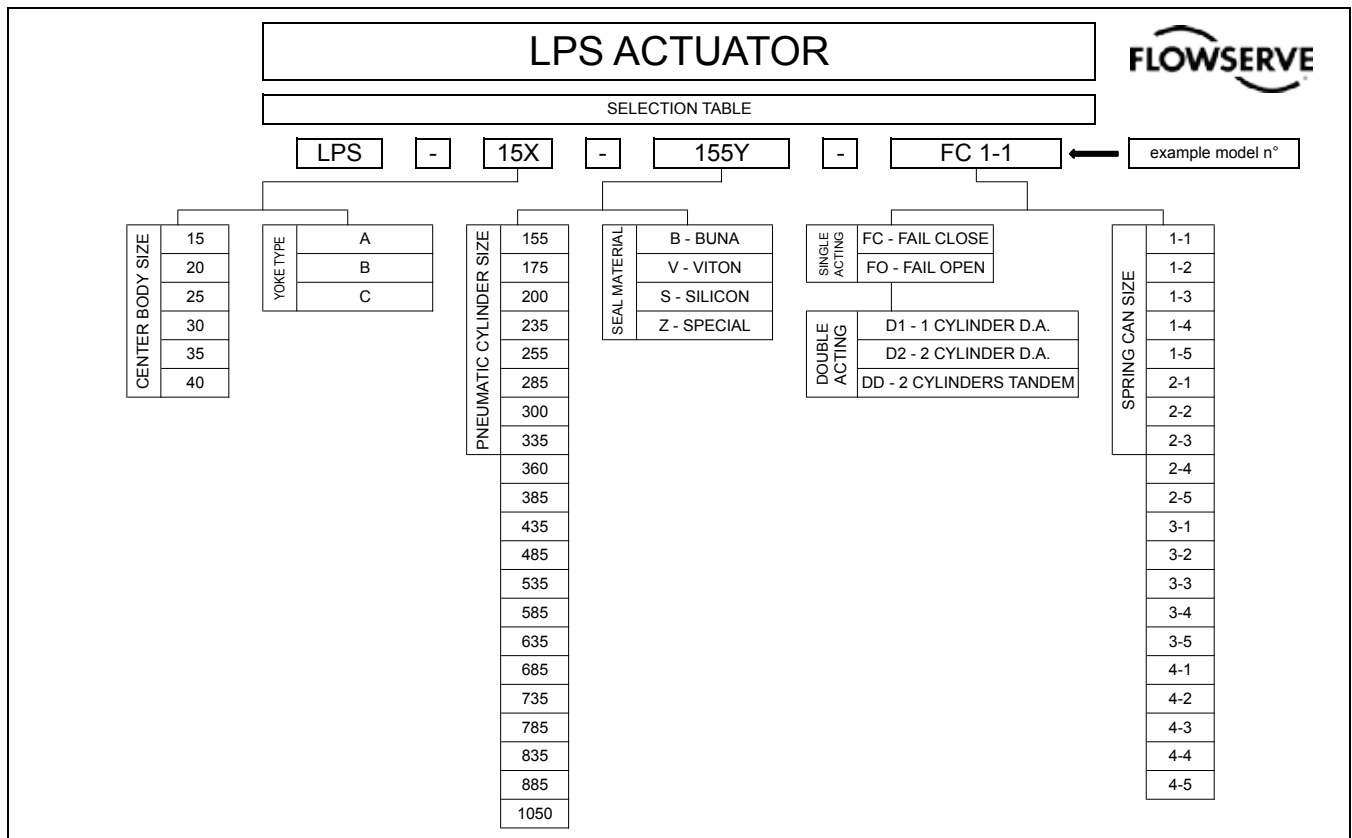 LPS ACTUATOR
FLOWSERVE
SELECTION TABLE
LPS - 15X - 155Y - FC 1-1 example model n°
CENTER BODY SIZE
15
20
25
30
35
40
YOKE TYPE
A
B
C
PNEUMATIC CYLINDER SIZE
155
175
200
235
255
285
300
335
360
385
435
485
535
585
635
685
735
785
835
885
1050
SEAL MATERIAL
B - BUNA
V - VITON
S - SILICON
Z - SPECIAL
SINGLE ACTING
FC - FAIL CLOSE
FO - FAIL OPEN
DOUBLE ACTING
D1 - 1 CYLINDER D.A.
D2 - 2 CYLINDER D.A.
DD - 2 CYLINDERS TANDEM
SPRING CAN SIZE
1-1
1-2
1-3
1-4
1-5
2-1
2-2
2-3
2-4
2-5
3-1
3-2
3-3
3-4
3-5
4-1
4-2
4-3
4-4
4-5